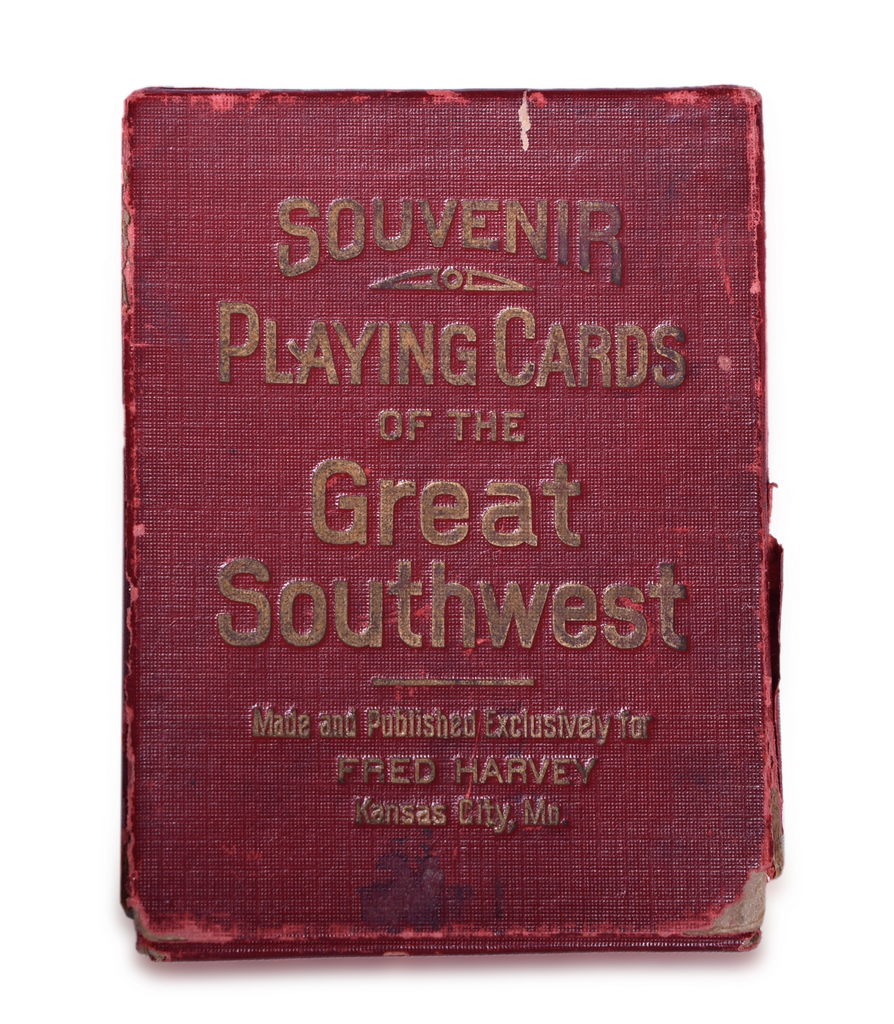 SOUVENIR
PLAYING CARDS
OF THE
Great
Southwest
Made and Published Exclusively for
FRED HARVEY
Kansas City, Mo.